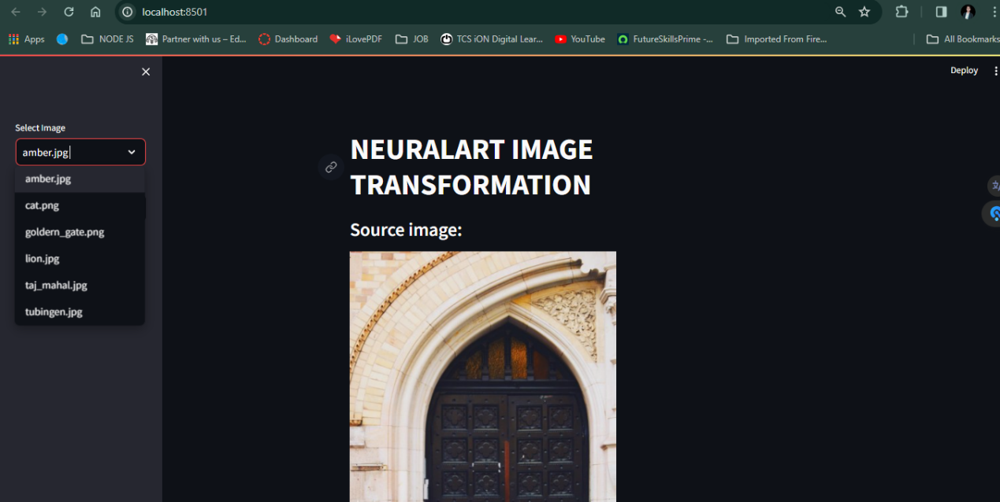 localhost:8501
Apps
NODE JS
Partner with us – Ed...
Dashboard
iLovePDF
JOB
TCS iON Digital Lear...
YouTube
FutureSkillsPrime -...
Imported From Fire...
All Bookmarks
Deploy
Select Image
amber.jpg
amber.jpg
cat.png
goldern_gate.png
lion.jpg
taj_mahal.jpg
tubingen.jpg
NEURALART IMAGE
TRANSFORMATION
Source image: